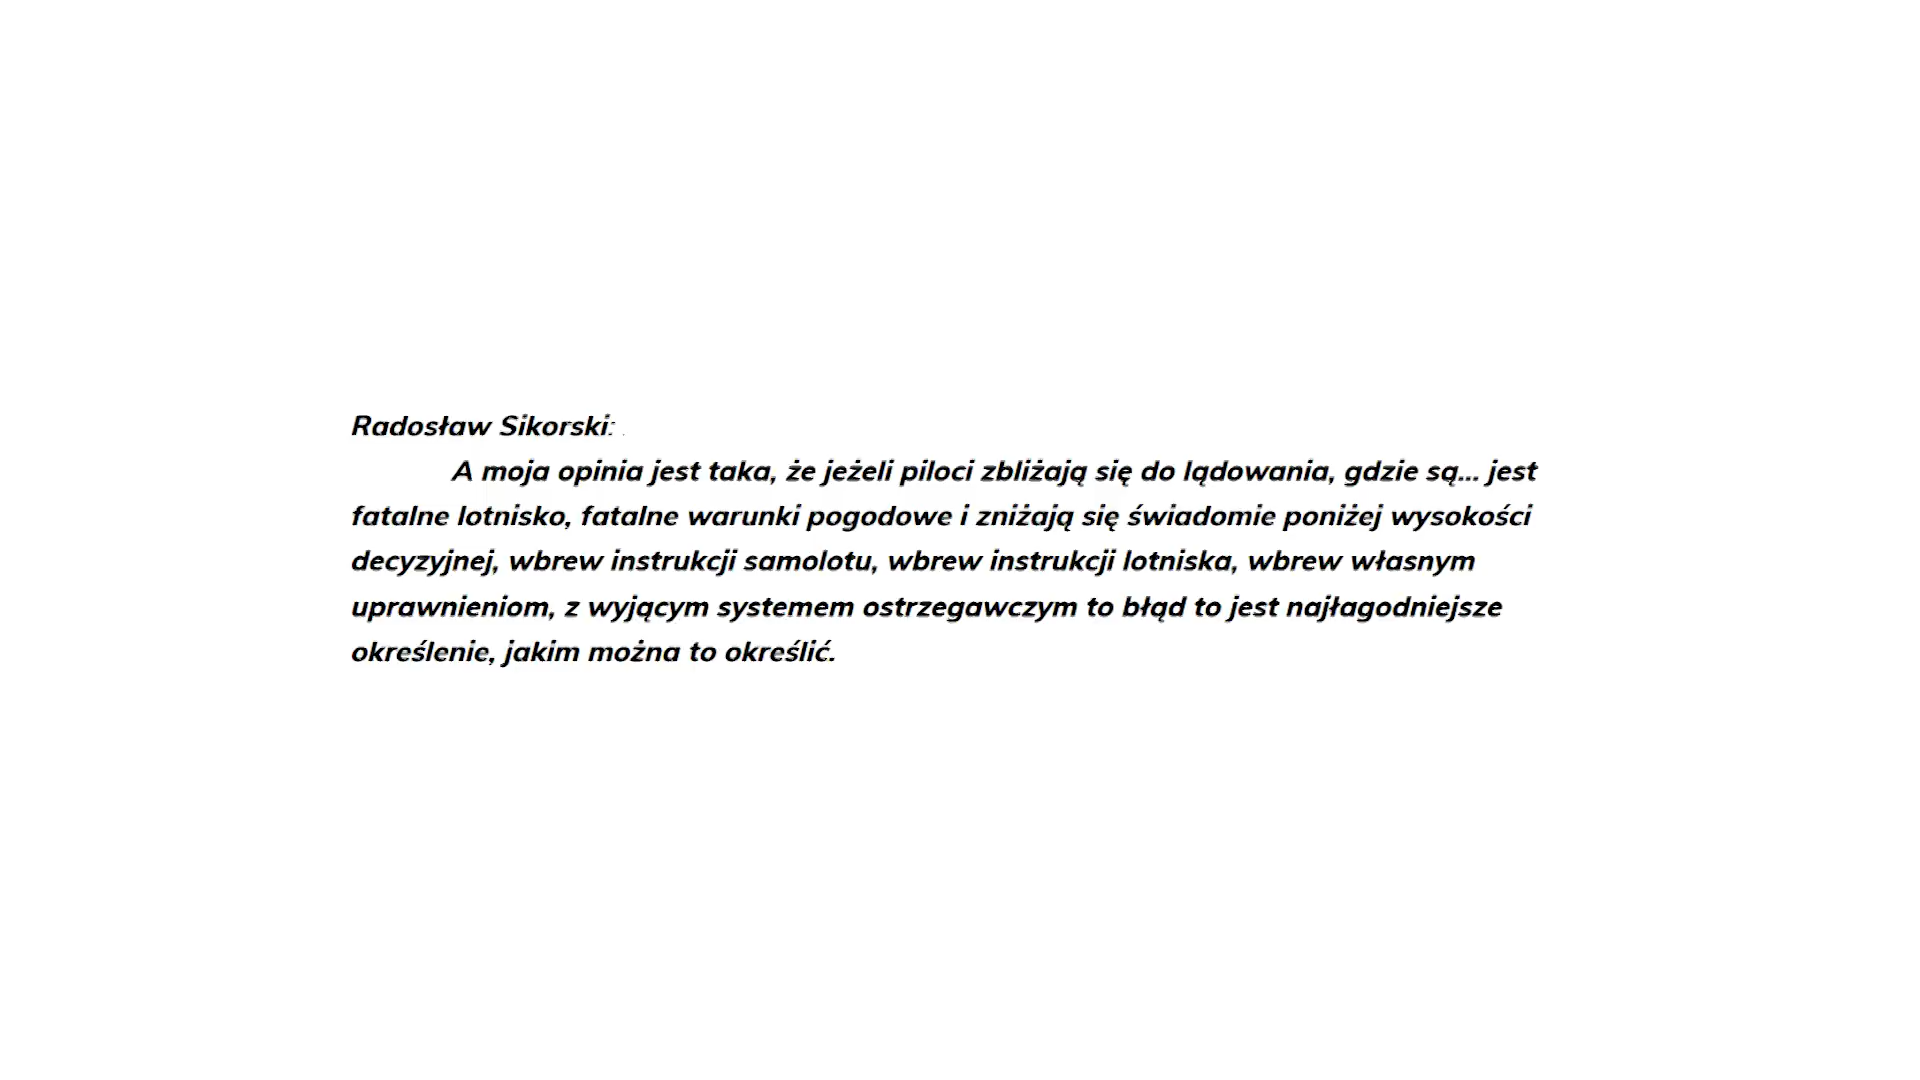 Radosław Sikorski:
A moja opinia jest taka, że jeżeli piloci zbliżają się do lądowania, gdzie są... jest
fatalne lotnisko, fatalne warunki pogodowe i zniżają się świadomie poniżej wysokości
decyzyjnej, wbrew instrukcji samolotu, wbrew instrukcji lotniska, wbrew własnym
uprawnieniom, z wyjącym systemem ostrzegawczym to błąd to jest najłagodniejsze
określenie, jakim można to określić.